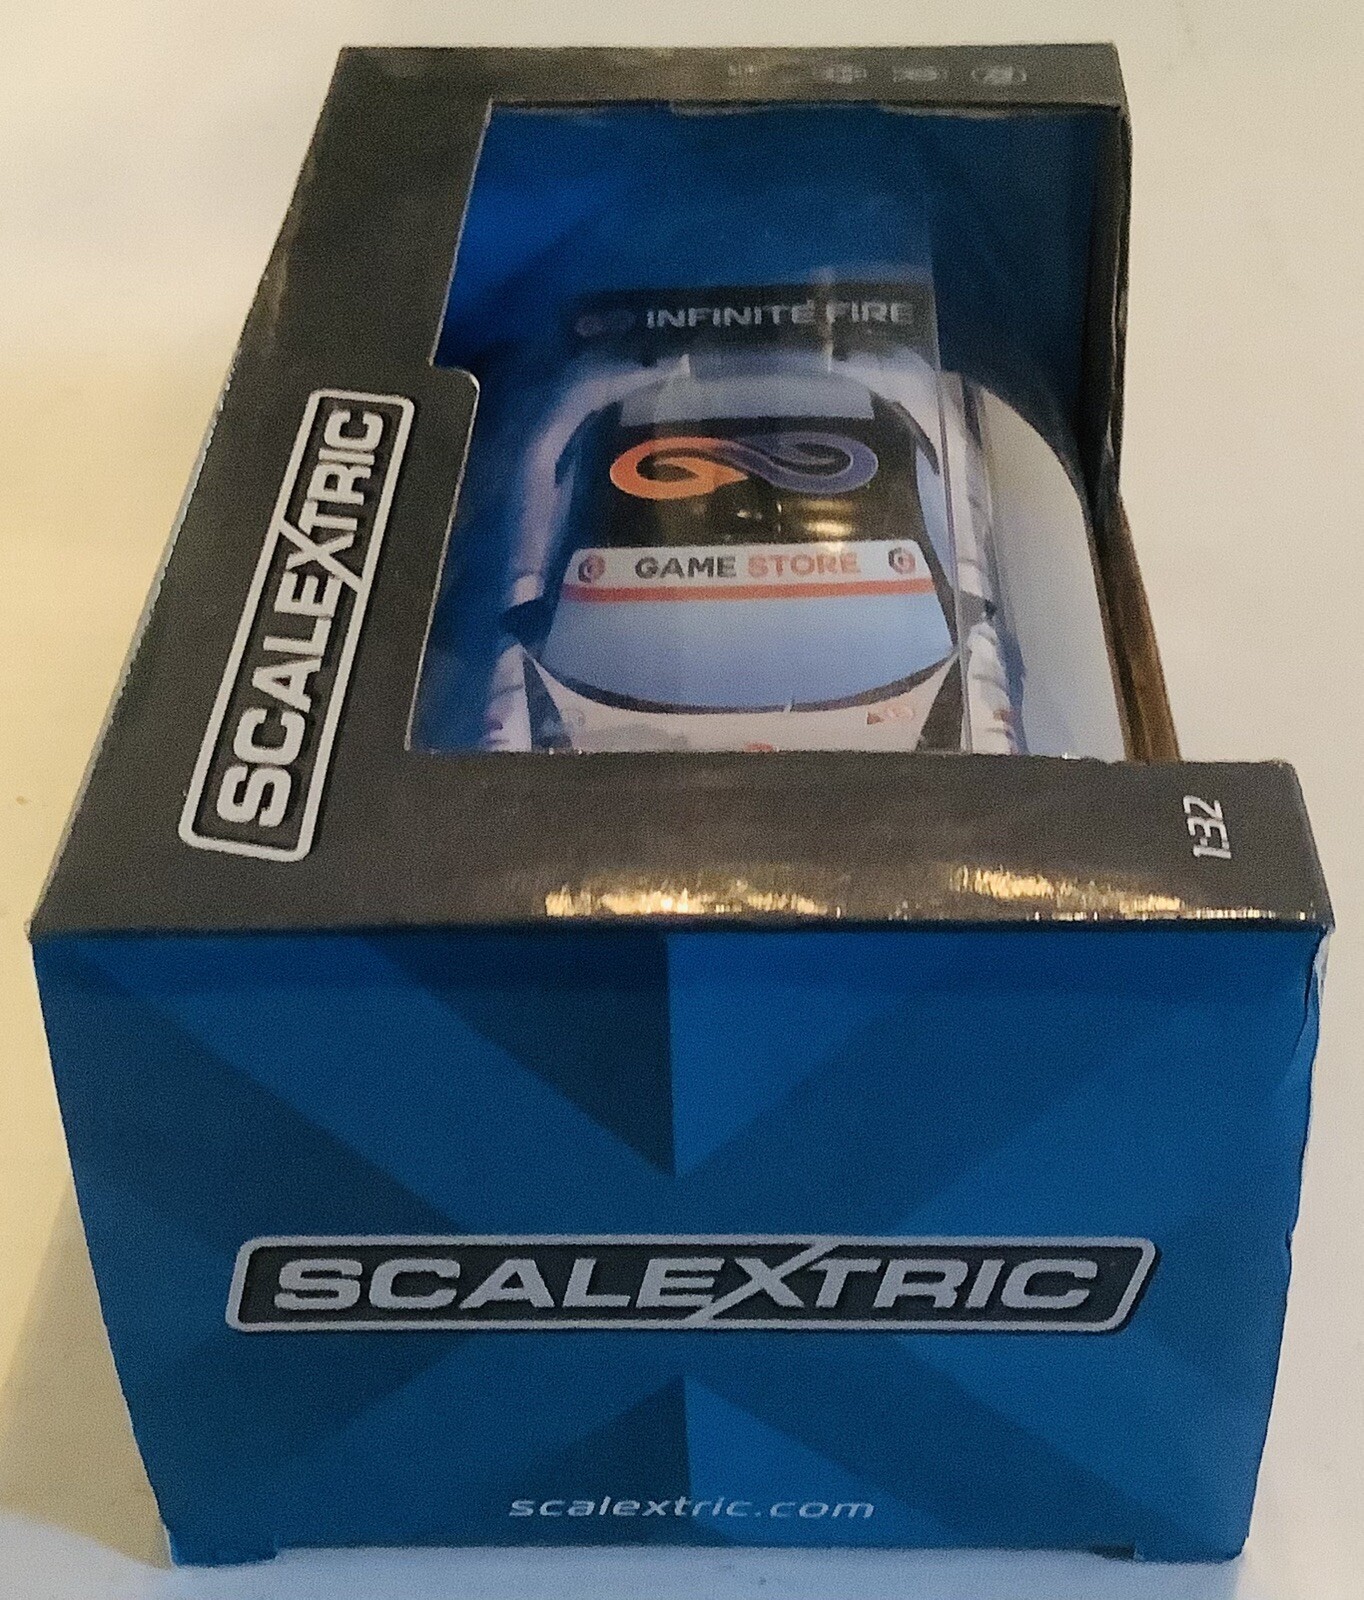 INFINITE FIRE
GAME STORE
SCALEXTRIC
1:32
SCALEXTRIC
scalextric.com